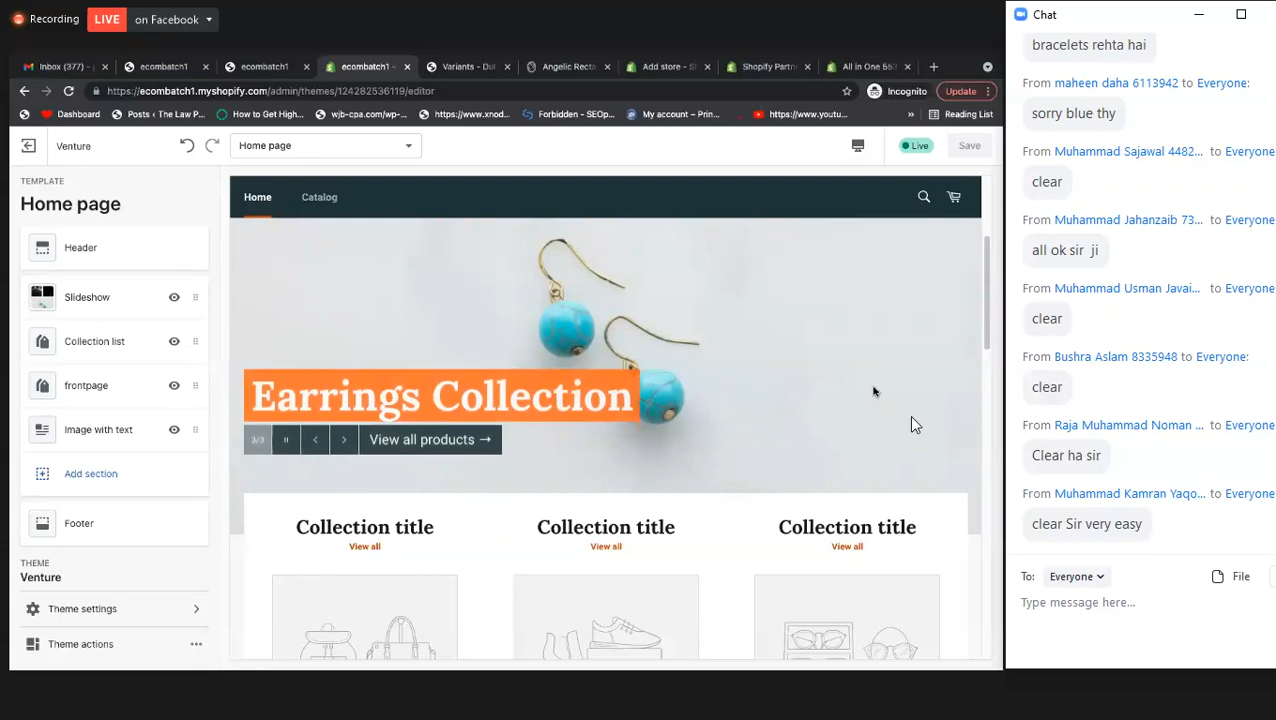 Recording LIVE on Facebook
Inbox (377) -
ecombatch1
ecombatch1
ecombatch1 -
Variants - Du
Angelic Recta
Add store - S
Shopify Partn
All in One 553
https://ecombatch1.myshopify.com/admin/themes/124282536119/editor
Incognito
Update
Dashboard
Posts ‹ The Law P...
How to Get High...
wjb-cpa.com/wp-...
https://www.xnod...
Forbidden - SEOp...
My account – Prin...
https://www.youtu...
»
Reading List
Venture
Home page
Live
Save
TEMPLATE
Home page
Header
Slideshow
Collection list
frontpage
Image with text
Add section
Footer
THEME
Venture
Theme settings
Theme actions
Home
Catalog
Earrings Collection
3/3
View all products →
Collection title
View all
Collection title
View all
Collection title
View all
Chat
bracelets rehta hai
From maheen daha 6113942 to Everyone:
sorry blue thy
From Muhammad Sajawal 4482... to Everyone
clear
From Muhammad Jahanzaib 73... to Everyone
all ok sir ji
From Muhammad Usman Javai... to Everyone
clear
From Bushra Aslam 8335948 to Everyone:
clear
From Raja Muhammad Noman ... to Everyone
Clear ha sir
From Muhammad Kamran Yaqo... to Everyone
clear Sir very easy
To: Everyone
File
Type message here...